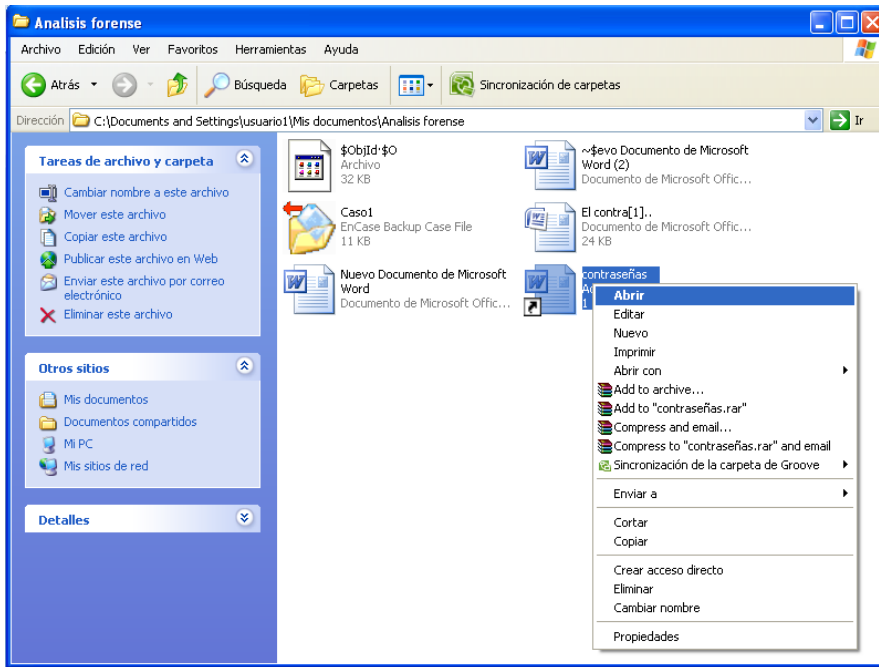 Analisis forense
Archivo Edición Ver Favoritos Herramientas Ayuda
Atrás Búsqueda Carpetas Sincronización de carpetas
Dirección C:\Documents and Settings\usuario1\Mis documentos\Analisis forense Ir
Tareas de archivo y carpeta
Cambiar nombre a este archivo
Mover este archivo
Copiar este archivo
Publicar este archivo en Web
Enviar este archivo por correo
electrónico
Eliminar este archivo
Otros sitios
Mis documentos
Documentos compartidos
Mi PC
Mis sitios de red
Detalles
$ObjId·$O
Archivo
32 KB
~$evo Documento de Microsoft
Word (2)
Documento de Microsoft Offic...
Caso1
EnCase Backup Case File
11 KB
El contra[1]..
Documento de Microsoft Offic...
24 KB
Nuevo Documento de Microsoft
Word
Documento de Microsoft Offic...
contraseñas
1
Abrir
Editar
Nuevo
Imprimir
Abrir con
Add to archive...
Add to "contraseñas.rar"
Compress and email...
Compress to "contraseñas.rar" and email
Sincronización de la carpeta de Groove
Enviar a
Cortar
Copiar
Crear acceso directo
Eliminar
Cambiar nombre
Propiedades